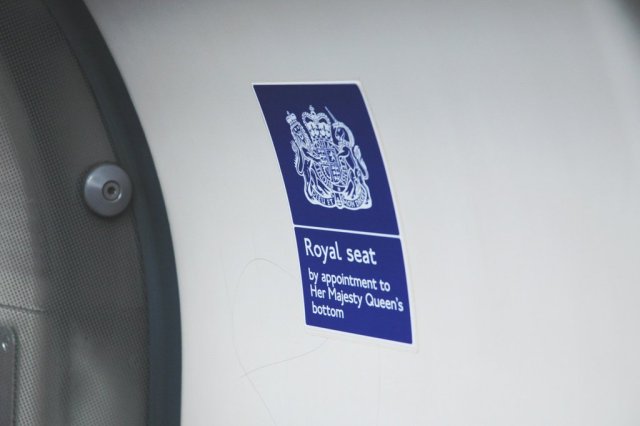 Royal seat
by appointment to
Her Majesty Queen's
bottom